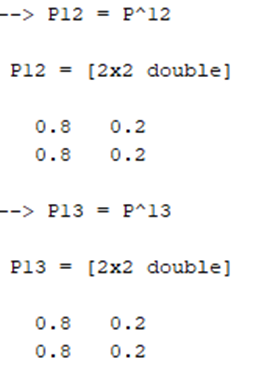 --> P12 = P^12
P12 = [2x2 double]
0.8 0.2
0.8 0.2
--> P13 = P^13
P13 = [2x2 double]
0.8 0.2
0.8 0.2